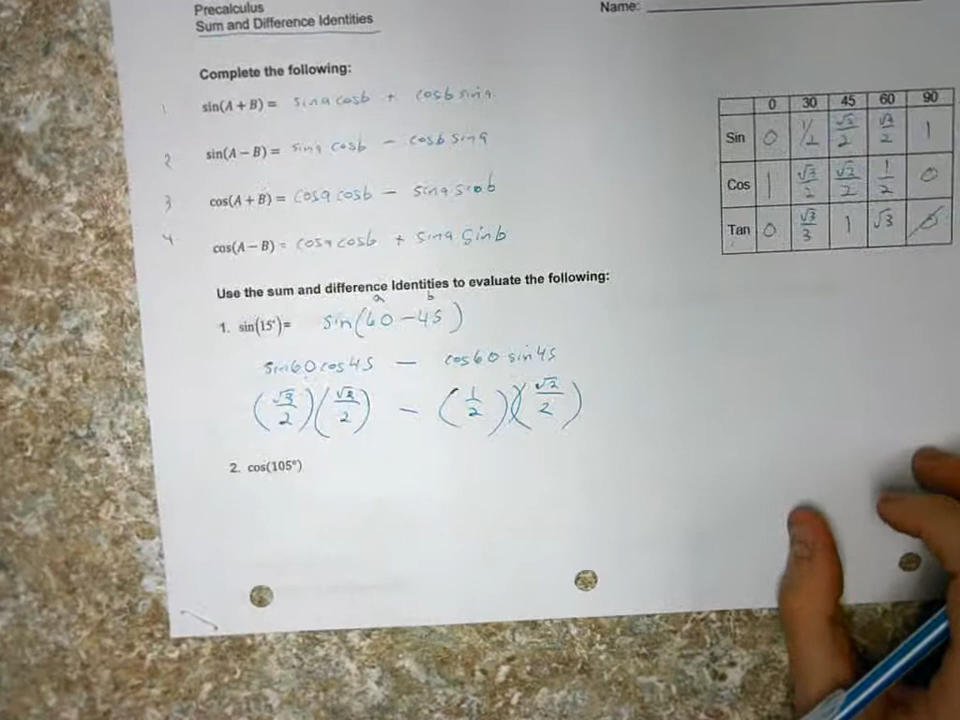 Precalculus
Name:
Sum and Difference Identities
Complete the following:
1 sin(A + B) = sina cosb + cosb sina
2 sin(A − B) = sina cosb − cosb sina
3 cos(A + B) = cosa cosb − sina sinb
4 cos(A − B) = cosa cosb + sina sinb
0 30 45 60 90
Sin 0 1/2 √2/2 √3/2 1
Cos 1 √3/2 √2/2 1/2 0
Tan 0 √3/3 1 √3 Ø
Use the sum and difference Identities to evaluate the following:
a b
1. sin(15°)= sin(60 − 45)
sin60 cos45 − cos60 sin45
(√3/2)(√2/2) − (1/2)(√2/2)
2. cos(105°)